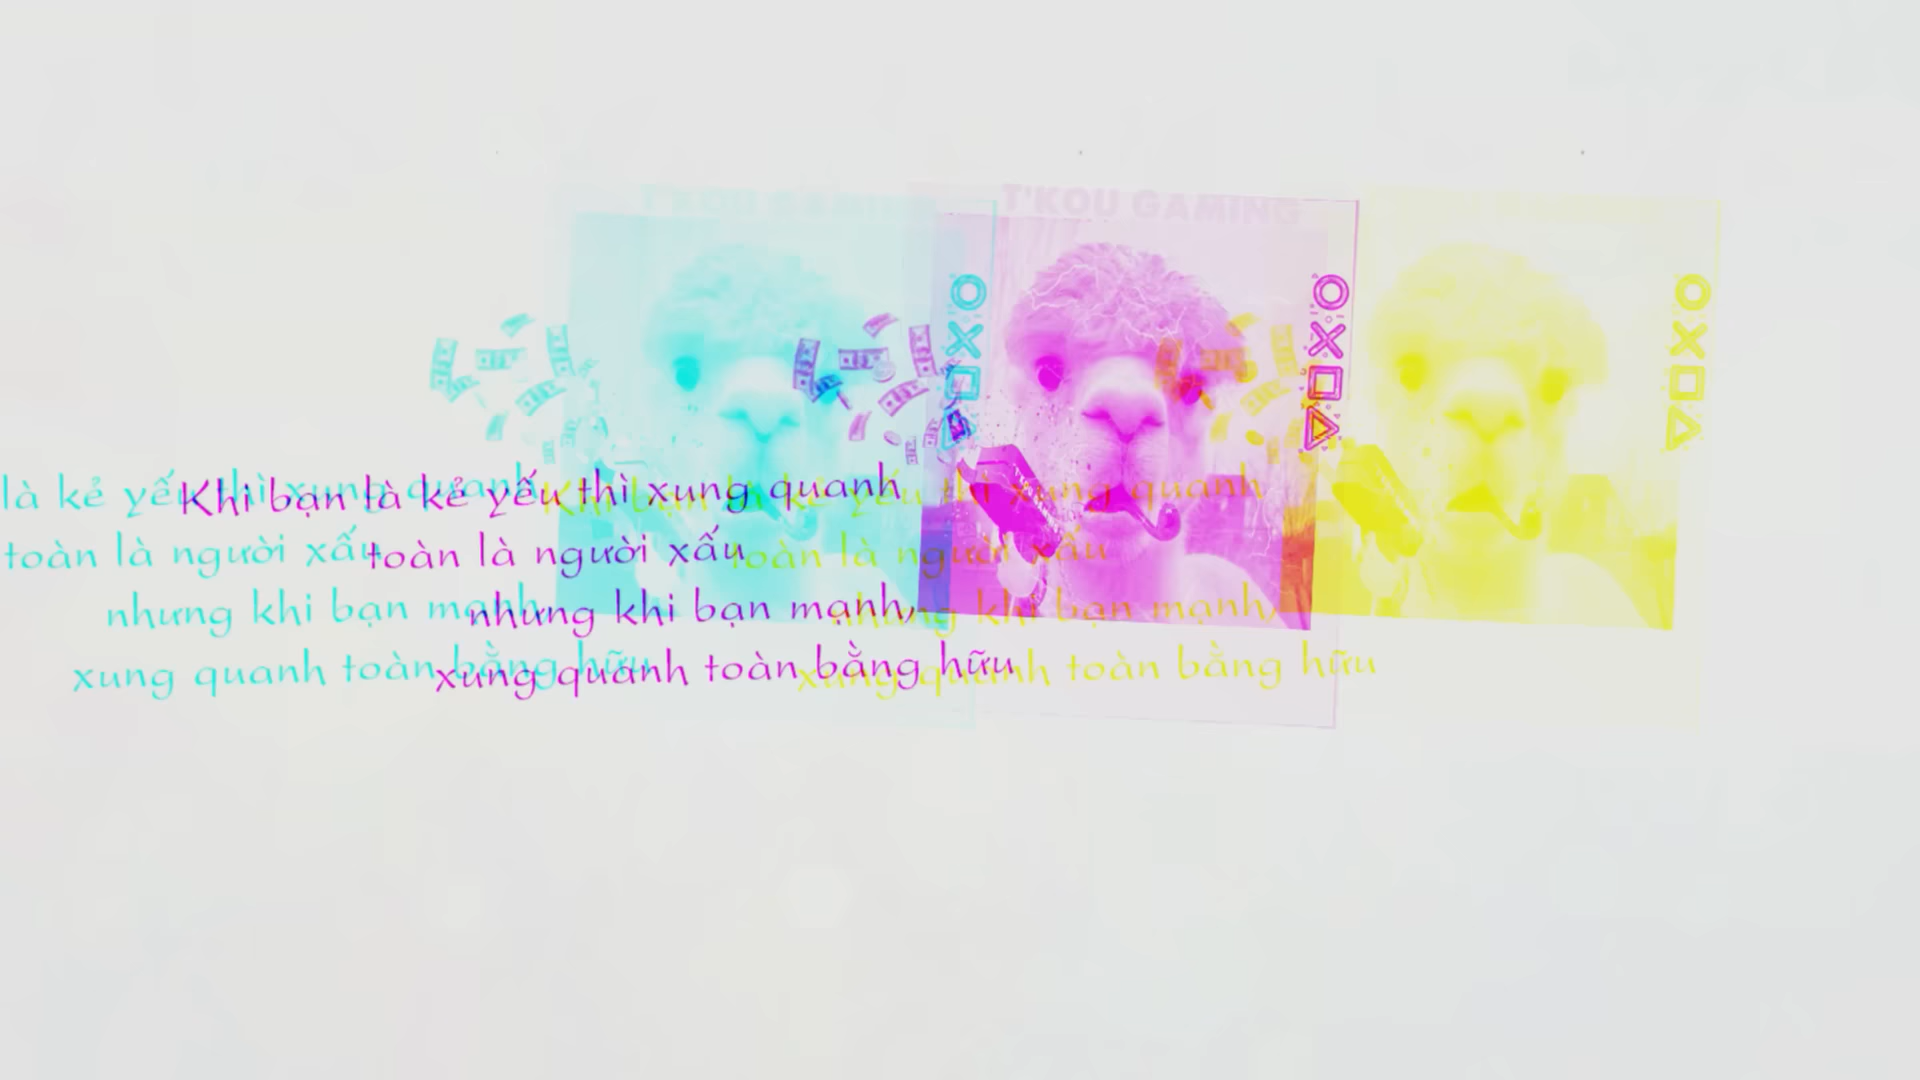 T'KOU GAMING
Khi bạn là kẻ yếu thì xung quanh
toàn là người xấu
nhưng khi bạn mạnh,
xung quanh toàn bằng hữu